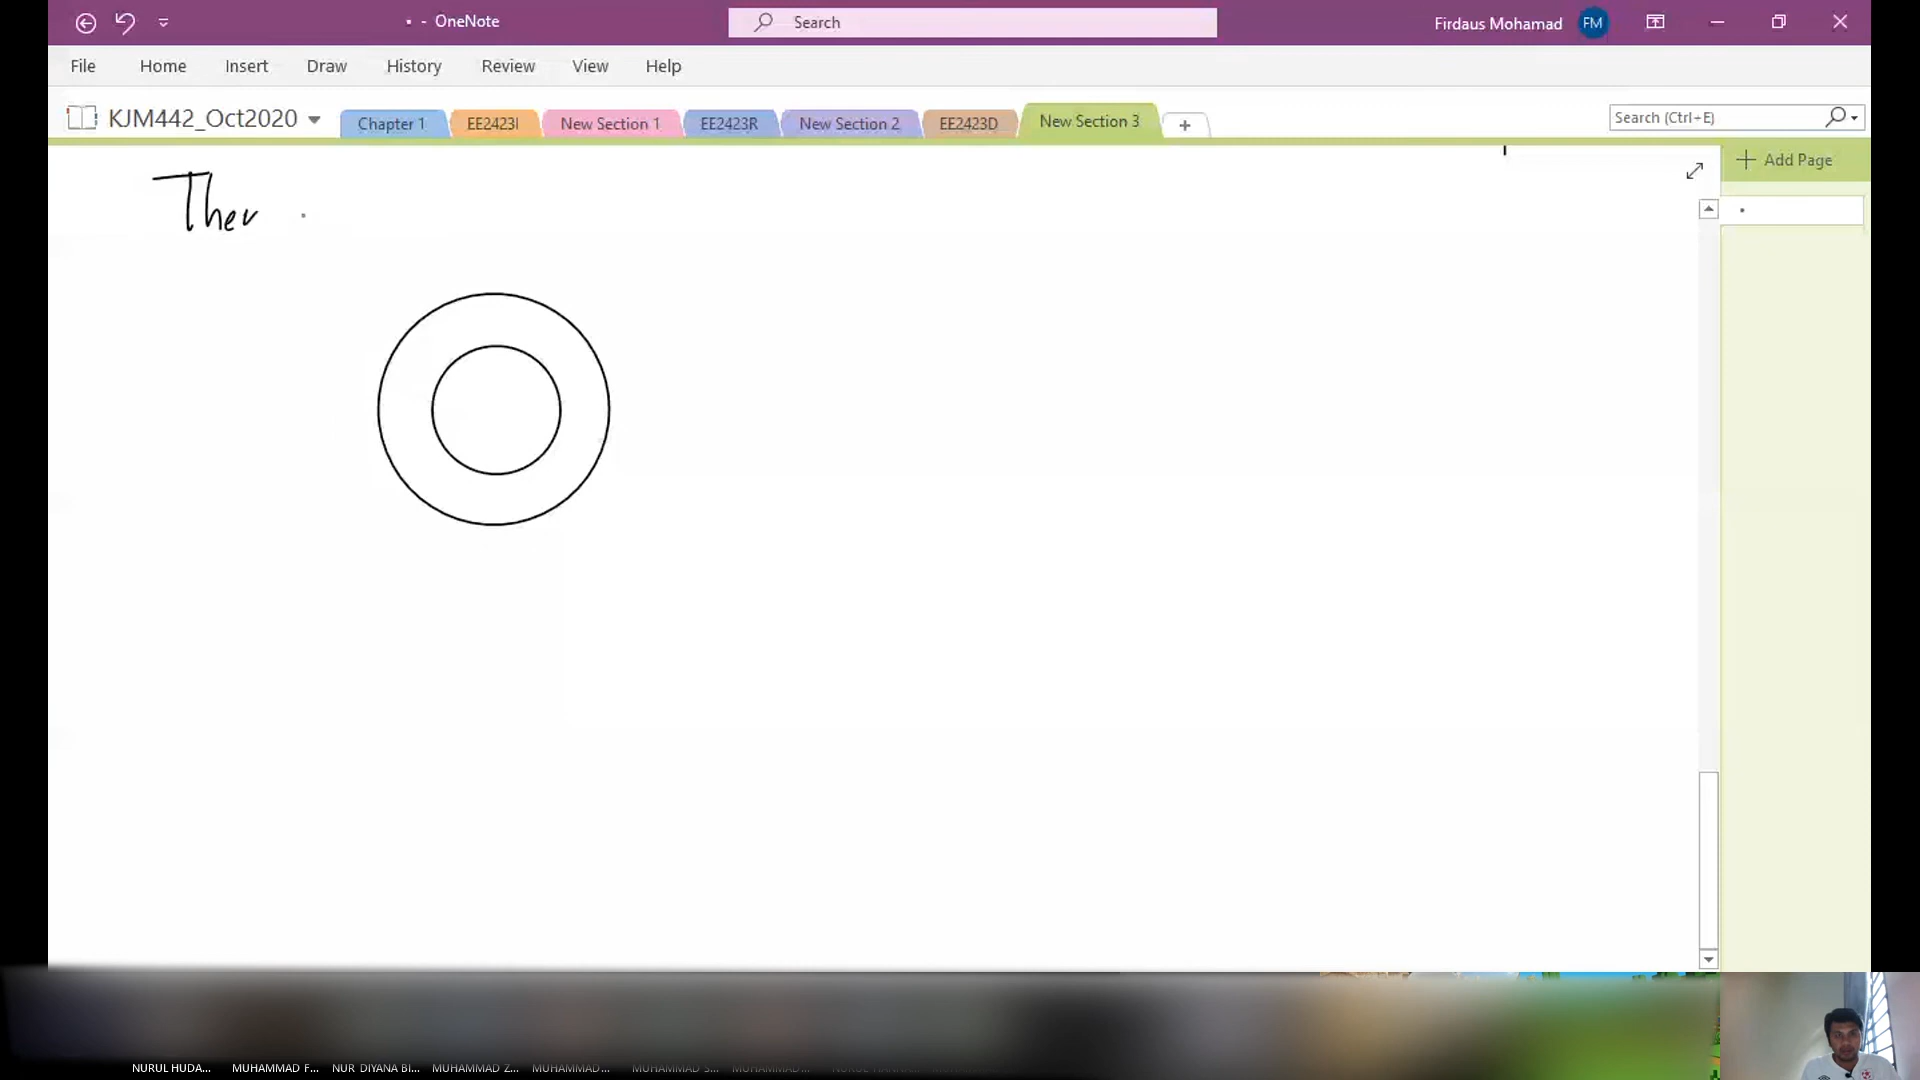 - OneNote
Search
Firdaus Mohamad FM
File Home Insert Draw History Review View Help
KJM442_Oct2020
Chapter 1 EE2423I New Section 1 EE2423R New Section 2 EE2423D New Section 3 +
Search (Ctrl+E)
Add Page
Ther
NURUL HUDA... MUHAMMAD F... NUR DIYANA BI... MUHAMMAD Z... MUHAMMAD... MUHAMMAD S... MUHAMMAD...